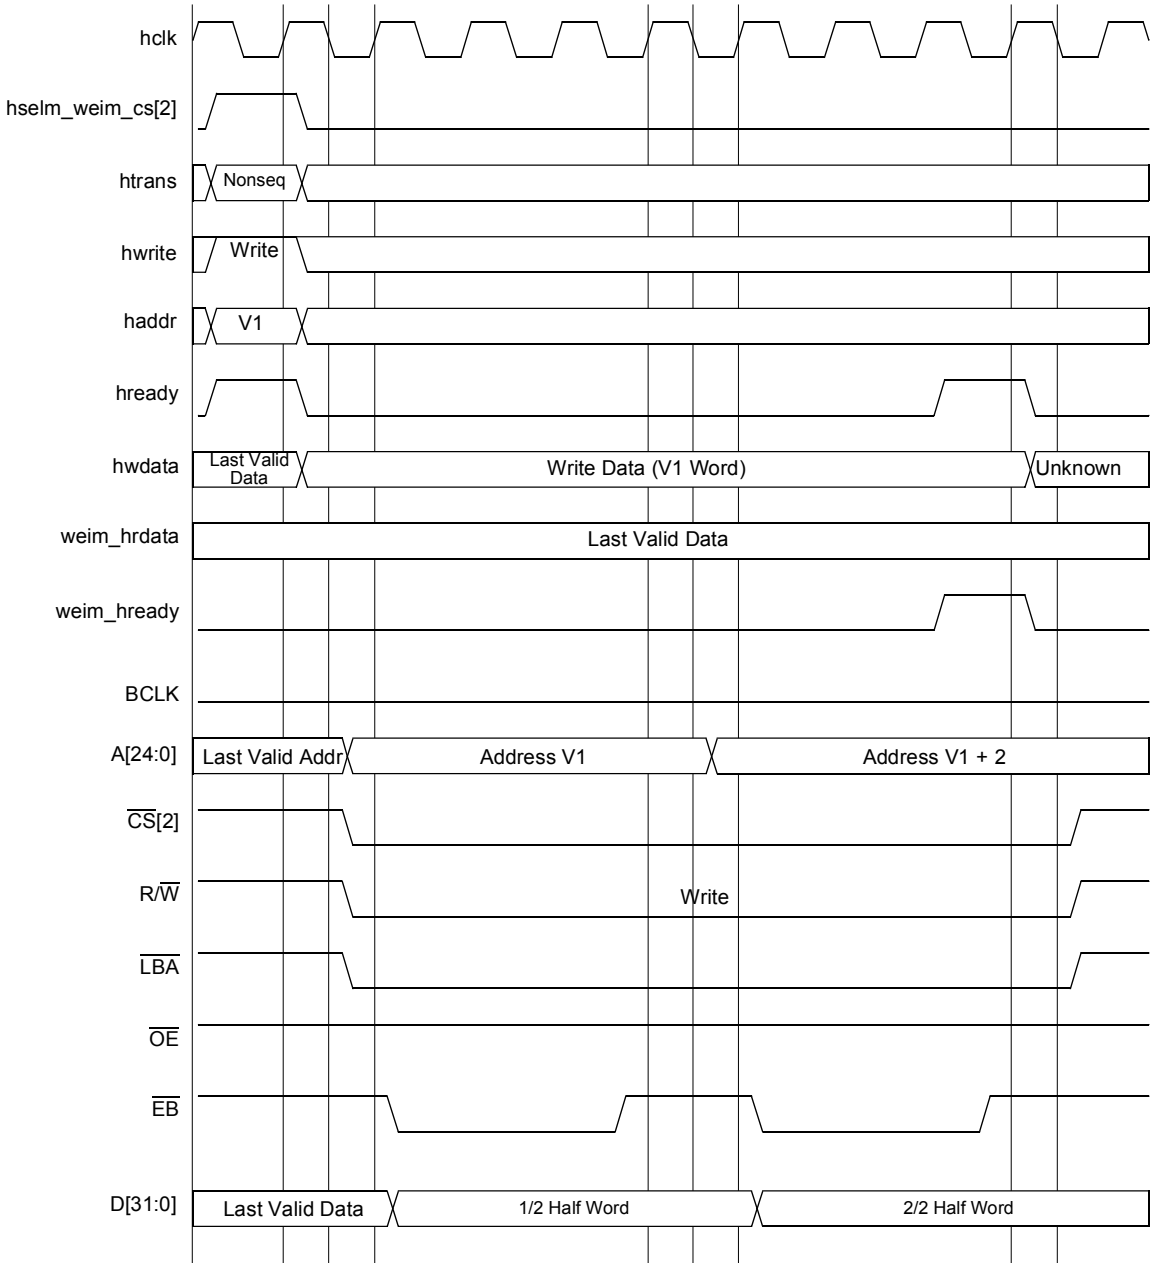 hclk
hselm_weim_cs[2]
htrans Nonseq
hwrite Write
haddr V1
hready
hwdata Last Valid Data Write Data (V1 Word) Unknown
weim_hrdata Last Valid Data
weim_hready
BCLK
A[24:0] Last Valid Addr Address V1 Address V1 + 2
CS[2]
R/W Write
LBA
OE
EB
D[31:0] Last Valid Data 1/2 Half Word 2/2 Half Word